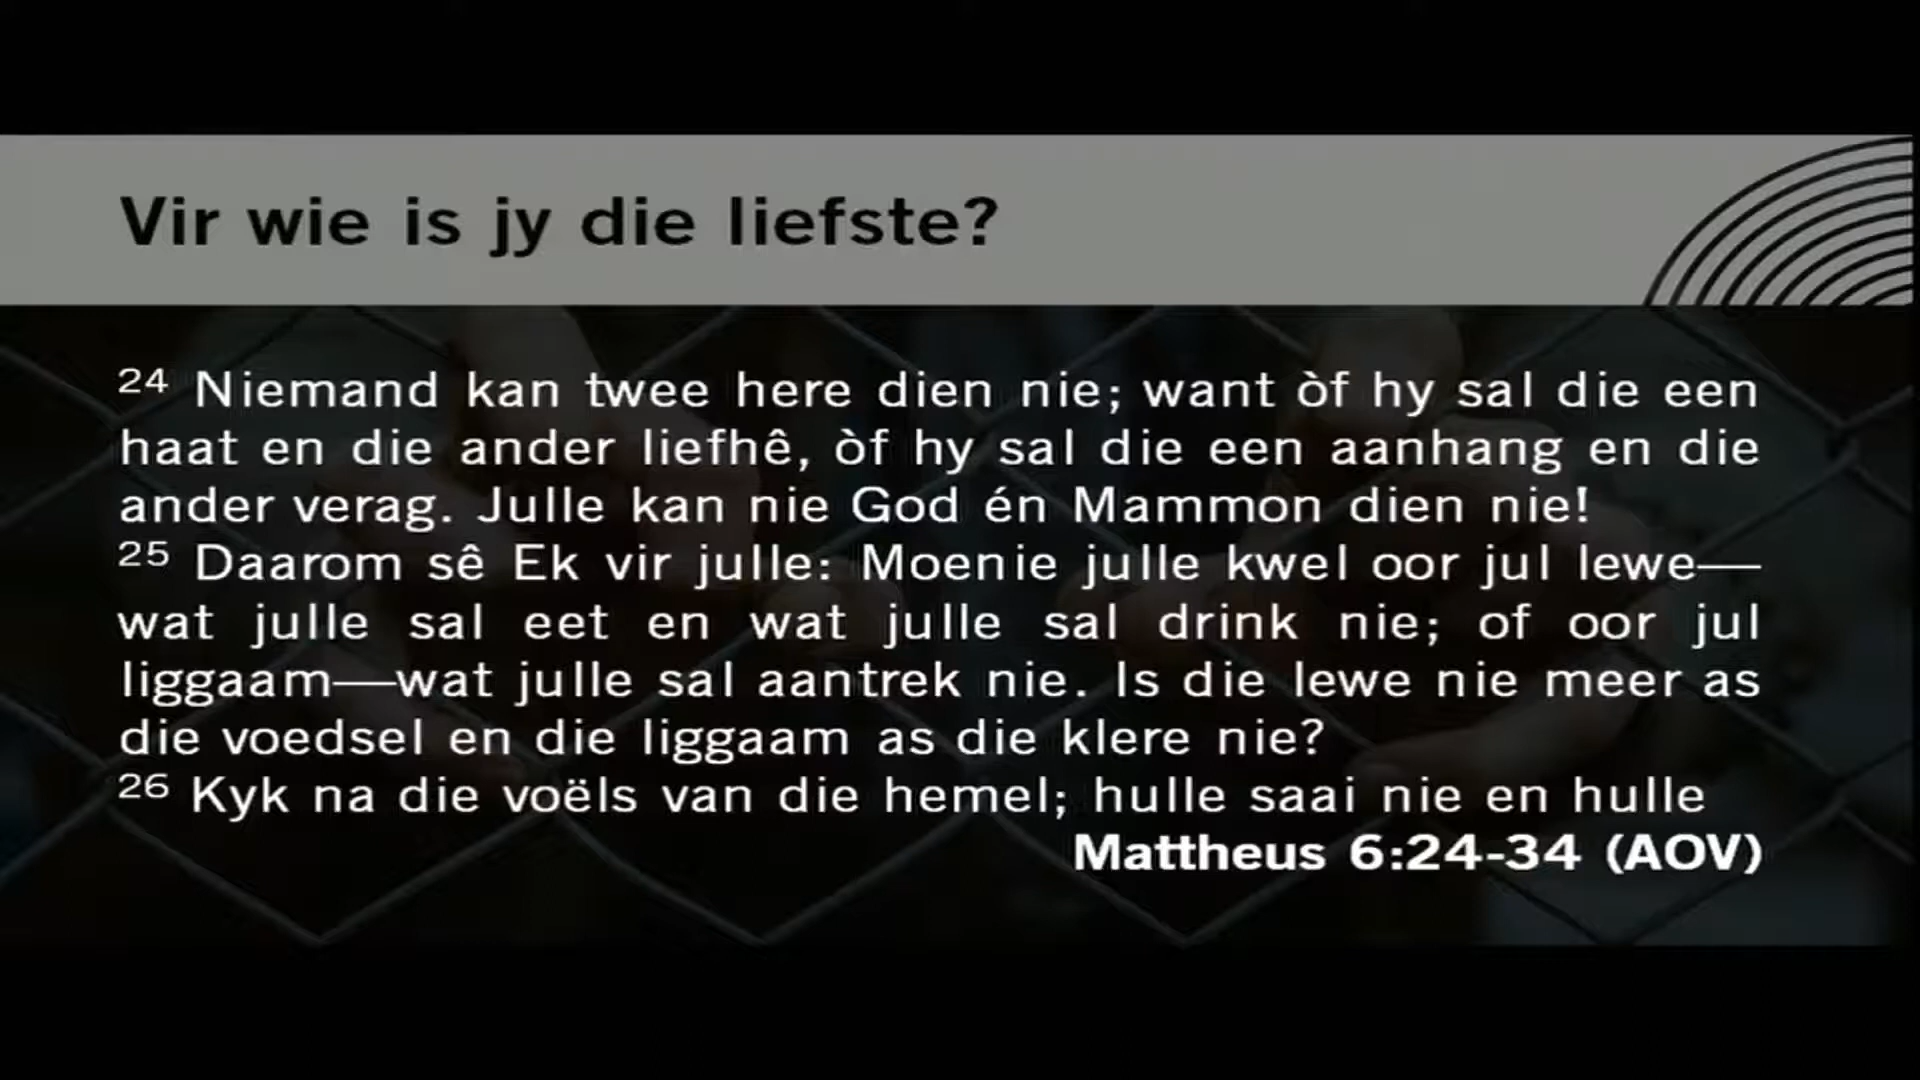 Vir wie is jy die liefste?
24 Niemand kan twee here dien nie; want òf hy sal die een
haat en die ander liefhê, òf hy sal die een aanhang en die
ander verag. Julle kan nie God én Mammon dien nie!
25 Daarom sê Ek vir julle: Moenie julle kwel oor jul lewe—
wat julle sal eet en wat julle sal drink nie; of oor jul
liggaam—wat julle sal aantrek nie. Is die lewe nie meer as
die voedsel en die liggaam as die klere nie?
26 Kyk na die voëls van die hemel; hulle saai nie en hulle
Mattheus 6:24-34 (AOV)